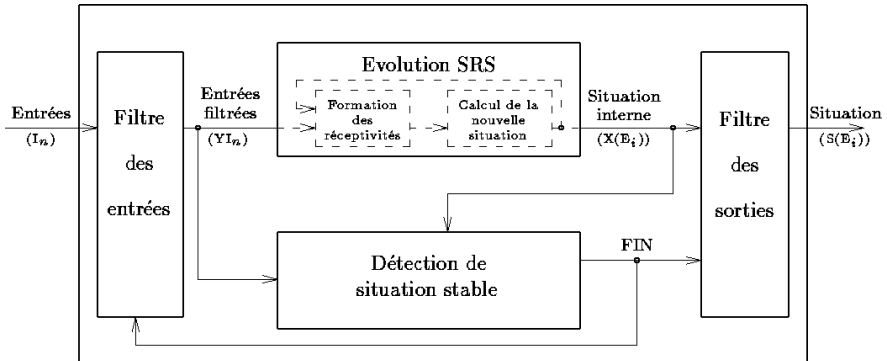 Evolution SRS
Entrées
(I_n)
Filtre
des
entrées
Entrées
filtrées
(YI_n)
Formation
des
réceptivités
Calcul de la
nouvelle
situation
Situation
interne
(X(E_i))
Filtre
des
sorties
Situation
(S(E_i))
Détection de
situation stable
FIN